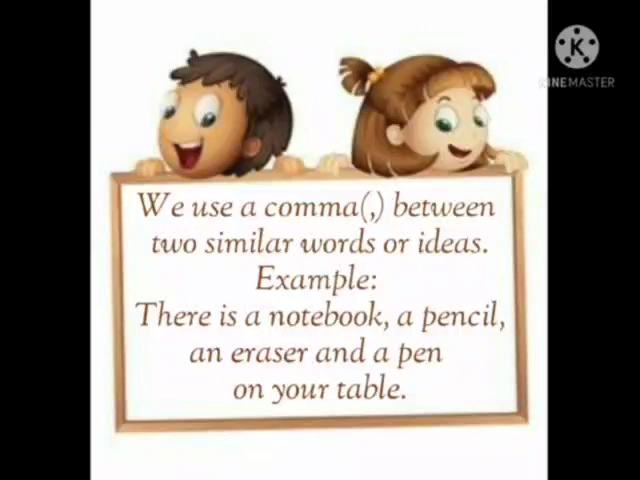 KINEMASTER
We use a comma(,) between
two similar words or ideas.
Example:
There is a notebook, a pencil,
an eraser and a pen
on your table.